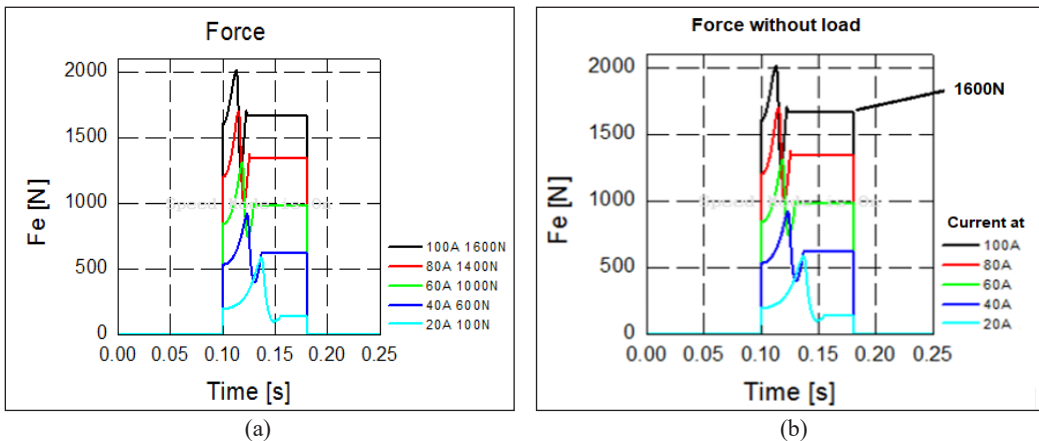 Force
2000
1500
1000
500
0
0.00 0.05 0.10 0.15 0.20 0.25
Fe [N]
Time [s]
100A 1600N
80A 1400N
60A 1000N
40A 600N
20A 100N
(a)
Force without load
2000
1500
1000
500
0
0.00 0.05 0.10 0.15 0.20 0.25
Fe [N]
Time [s]
1600N
Current at
100A
80A
60A
40A
20A
(b)